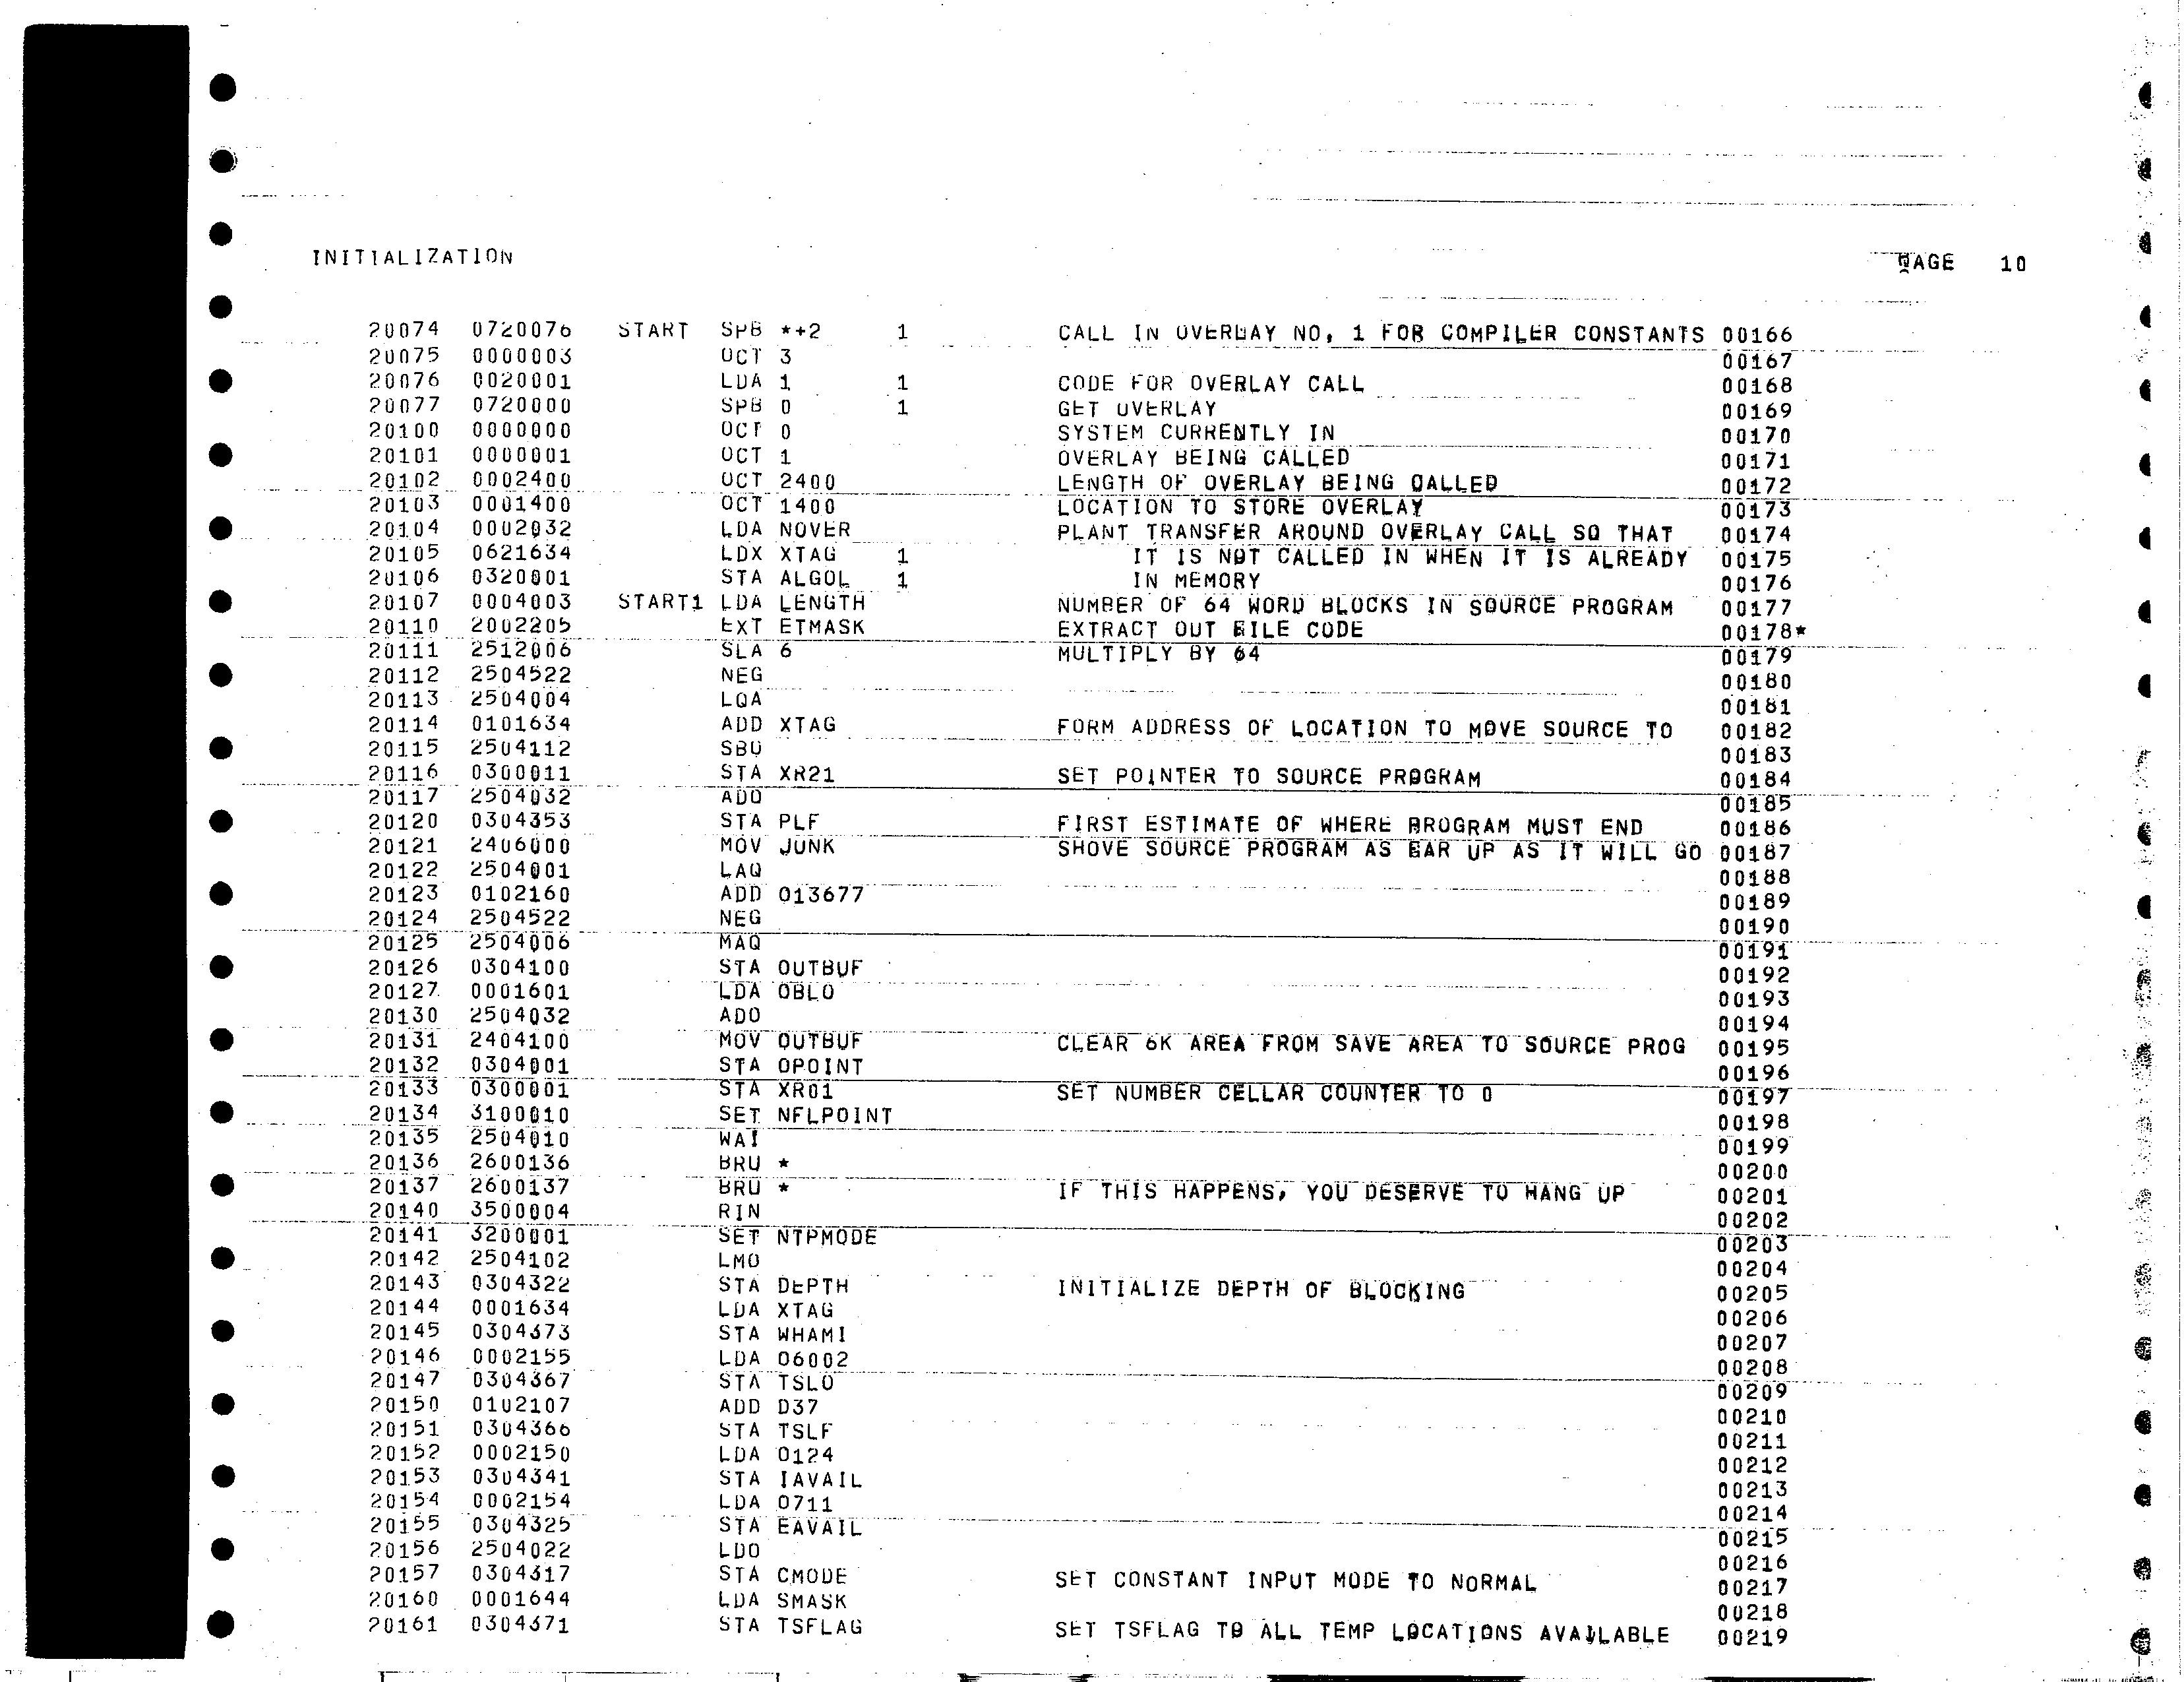 INITIALIZATION PAGE 10
20074 0720076 START SPB *+2 1 CALL IN OVERLAY NO, 1 FOR COMPILER CONSTANTS 00166
20075 0000003 OCT 3 00167
20076 0020001 LDA 1 1 CODE FOR OVERLAY CALL 00168
20077 0720000 SPB 0 1 GET OVERLAY 00169
20100 0000000 OCT 0 SYSTEM CURRENTLY IN 00170
20101 0000001 OCT 1 OVERLAY BEING CALLED 00171
20102 0002400 OCT 2400 LENGTH OF OVERLAY BEING CALLED 00172
20103 0001400 OCT 1400 LOCATION TO STORE OVERLAY 00173
20104 0002032 LDA NOVER PLANT TRANSFER AROUND OVERLAY CALL SO THAT 00174
20105 0621634 LDX XTAG 1 IT IS NOT CALLED IN WHEN IT IS ALREADY 00175
20106 0320001 STA ALGOL 1 IN MEMORY 00176
20107 0004003 START1 LDA LENGTH NUMBER OF 64 WORD BLOCKS IN SOURCE PROGRAM 00177
20110 2002205 EXT ETMASK EXTRACT OUT FILE CODE 00178*
20111 2512006 SLA 6 MULTIPLY BY 64 00179
20112 2504522 NEG 00180
20113 2504004 LQA 00181
20114 0101634 ADD XTAG FORM ADDRESS OF LOCATION TO MOVE SOURCE TO 00182
20115 2504112 SBO 00183
20116 0300011 STA XR21 SET POINTER TO SOURCE PROGRAM 00184
20117 2504032 ADO 00185
20120 0304353 STA PLF FIRST ESTIMATE OF WHERE PROGRAM MUST END 00186
20121 2406000 MOV JUNK SHOVE SOURCE PROGRAM AS FAR UP AS IT WILL GO 00187
20122 2504001 LAQ 00188
20123 0102160 ADD O13677 00189
20124 2504522 NEG 00190
20125 2504006 MAQ 00191
20126 0304100 STA OUTBUF 00192
20127 0001601 LDA OBLO 00193
20130 2504032 ADO 00194
20131 2404100 MOV OUTBUF CLEAR 6K AREA FROM SAVE AREA TO SOURCE PROG 00195
20132 0304001 STA OPOINT 00196
20133 0300001 STA XR01 SET NUMBER CELLAR COUNTER TO 0 00197
20134 3100010 SET NFLPOINT 00198
20135 2504010 WAI 00199
20136 2600136 BRU * 00200
20137 2600137 BRU * IF THIS HAPPENS, YOU DESERVE TO HANG UP 00201
20140 3500004 RIN 00202
20141 3200001 SET NTPMODE 00203
20142 2504102 LMO 00204
20143 0304322 STA DEPTH INITIALIZE DEPTH OF BLOCKING 00205
20144 0001634 LDA XTAG 00206
20145 0304373 STA WHAMI 00207
20146 0002155 LDA O6002 00208
20147 0304367 STA TSLO 00209
20150 0102107 ADD D37 00210
20151 0304366 STA TSLF 00211
20152 0002150 LDA O124 00212
20153 0304341 STA IAVAIL 00213
20154 0002154 LDA O711 00214
20155 0304325 STA EAVAIL 00215
20156 2504022 LDO 00216
20157 0304317 STA CMODE SET CONSTANT INPUT MODE TO NORMAL 00217
20160 0001644 LDA SMASK 00218
20161 0304371 STA TSFLAG SET TSFLAG TO ALL TEMP LOCATIONS AVAILABLE 00219